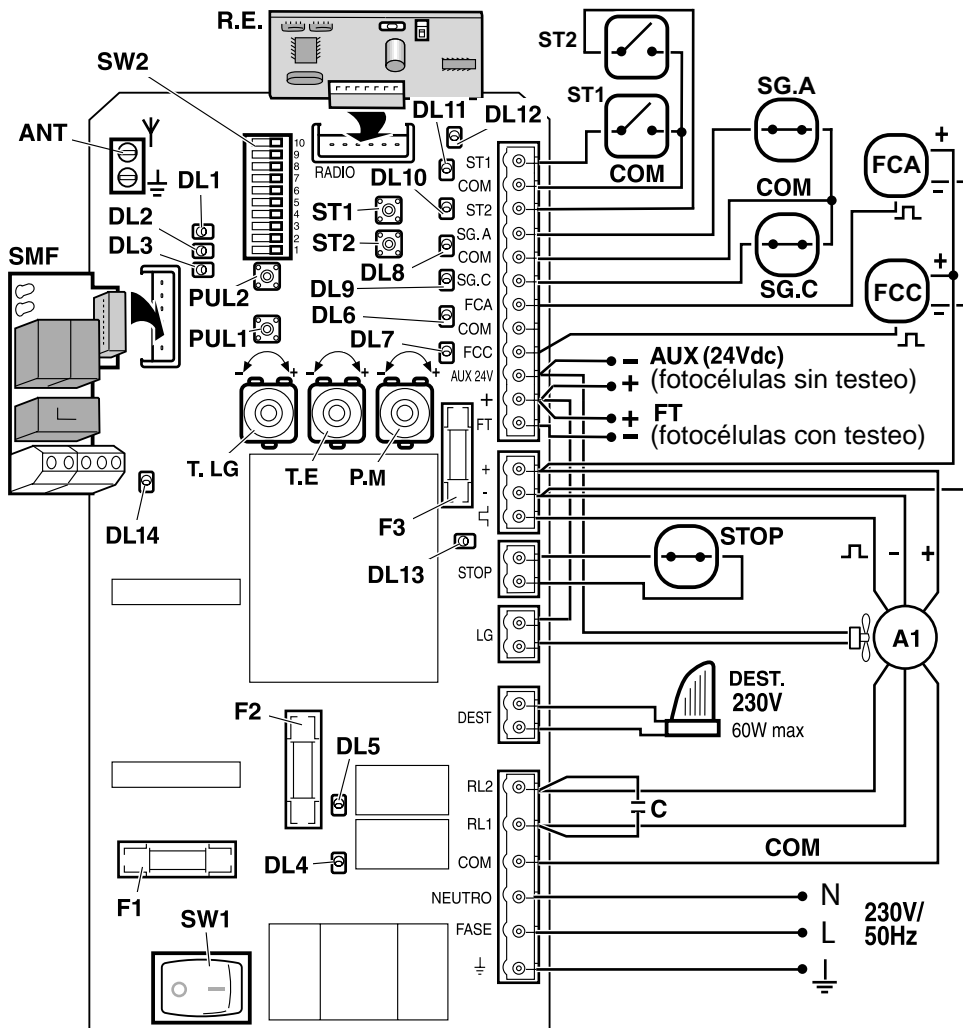 R.E.
ST2
SW2
ST1
SG.A
DL11
DL12
ANT
10
9
8
7
6
5
4
3
2
1
RADIO
ST1
COM
COM
COM
FCA
+
-
DL1
DL10
ST2
DL2
ST1
DL3
ST2
SG. A
SMF
DL8
COM
DL9
SG.C
SG.C
+
-
FCC
PUL2
DL6
FCA
COM
PUL1
DL7
FCC
- AUX (24Vdc)
AUX 24V
+ (fotocélulas sin testeo)
- + - + - +
+
+ FT
FT
- (fotocélulas con testeo)
T. LG
T.E
P.M
+
-
F3
DL14
STOP
- +
DL13
STOP
LG
A1
DEST.
230V
60W max
F2
DEST
DL5
RL2
C
RL1
COM
DL4
COM
NEUTRO
N
F1
SW1
FASE
L
230V/
50Hz